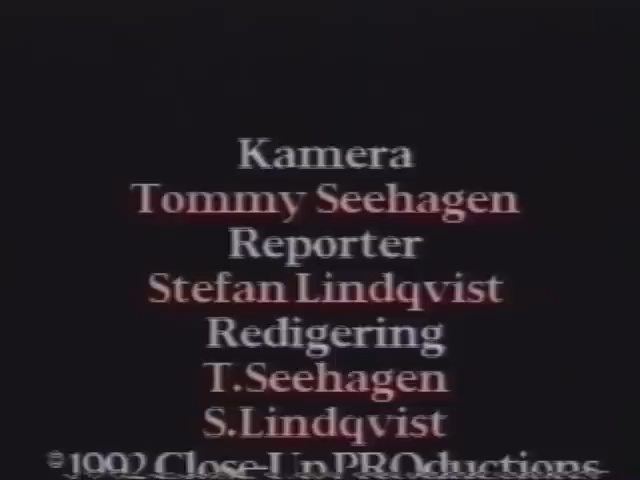 Kamera
Tommy Seehagen
Reporter
Stefan Lindqvist
Redigering
T.Seehagen
S.Lindqvist
©1992 Close-Up PROductions